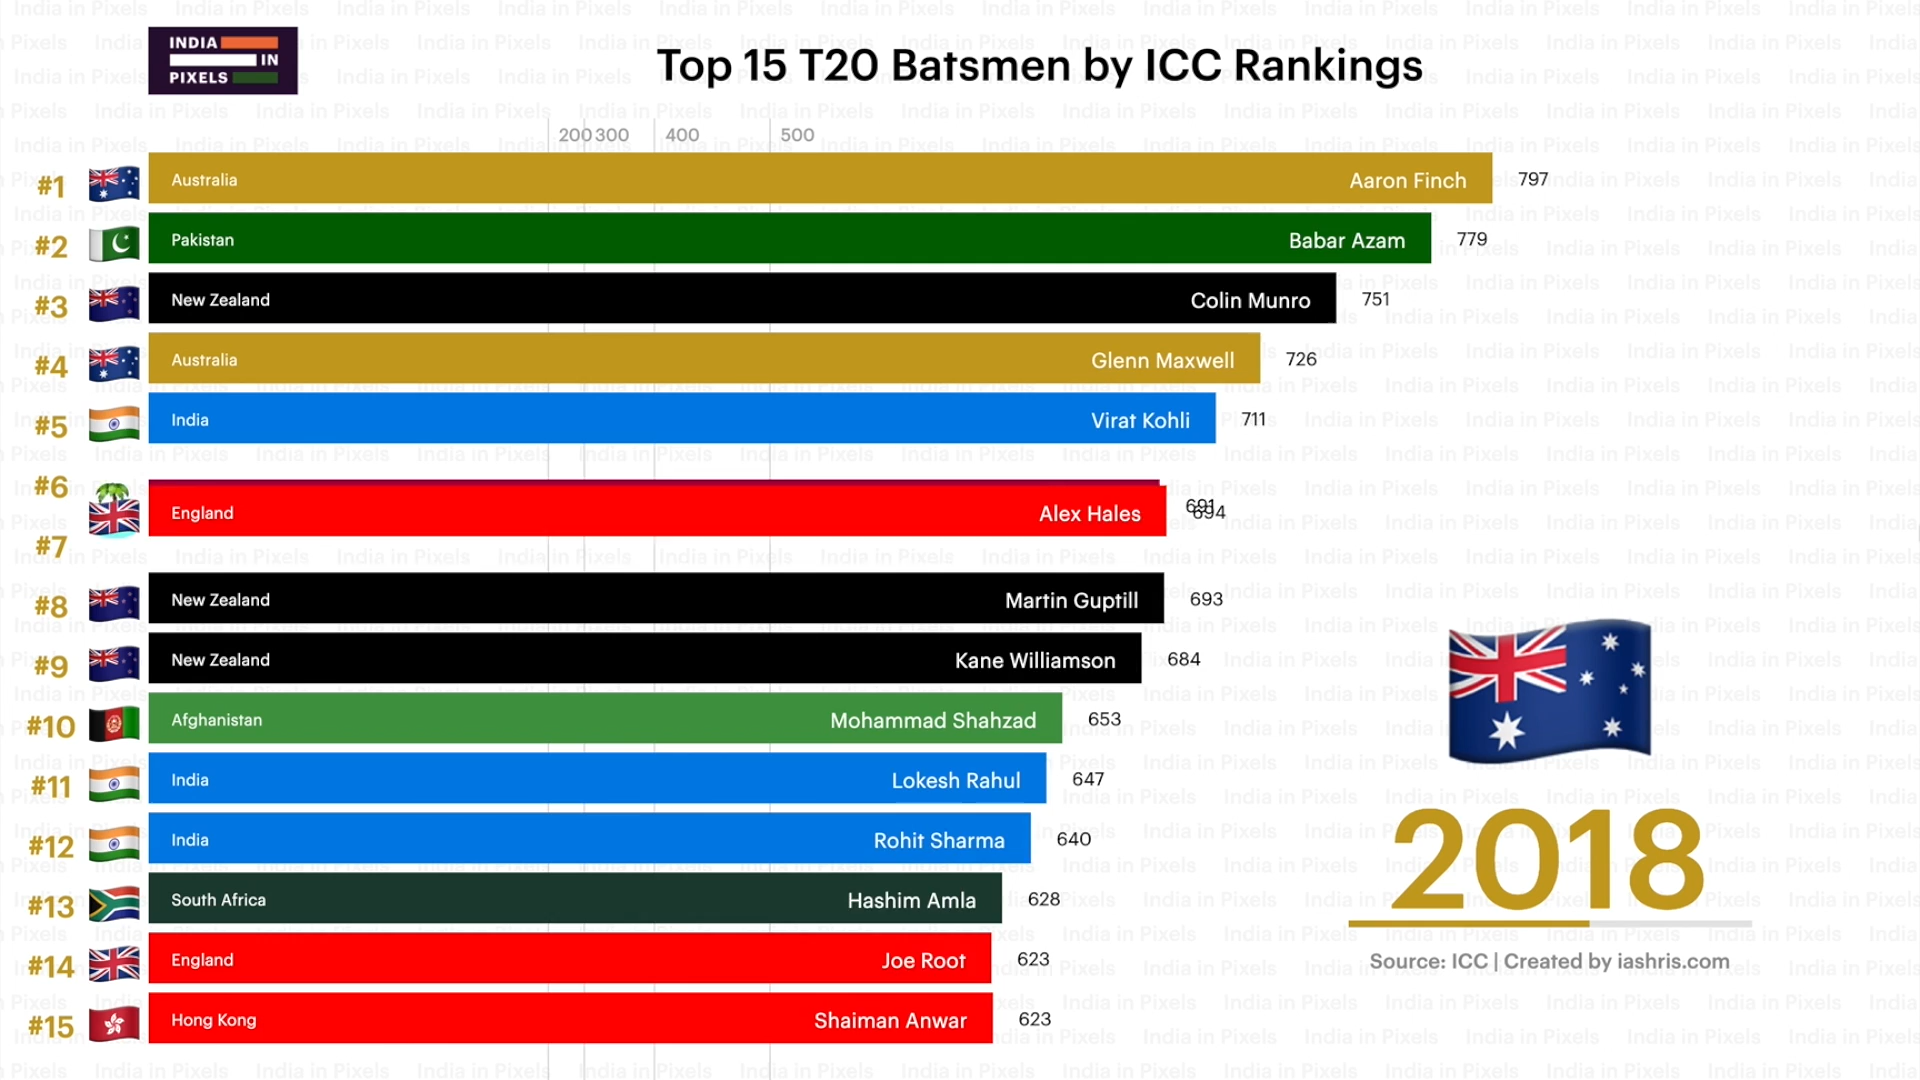 INDIA
IN
PIXELS
Top 15 T20 Batsmen by ICC Rankings
200 300 400 500
#1 Australia Aaron Finch 797
#2 Pakistan Babar Azam 779
#3 New Zealand Colin Munro 751
#4 Australia Glenn Maxwell 726
#5 India Virat Kohli 711
#6
England Alex Hales 694
#7
#8 New Zealand Martin Guptill 693
#9 New Zealand Kane Williamson 684
#10 Afghanistan Mohammad Shahzad 653
#11 India Lokesh Rahul 647
#12 India Rohit Sharma 640
#13 South Africa Hashim Amla 628
#14 England Joe Root 623
#15 Hong Kong Shaiman Anwar 623
2018
Source: ICC | Created by iashris.com